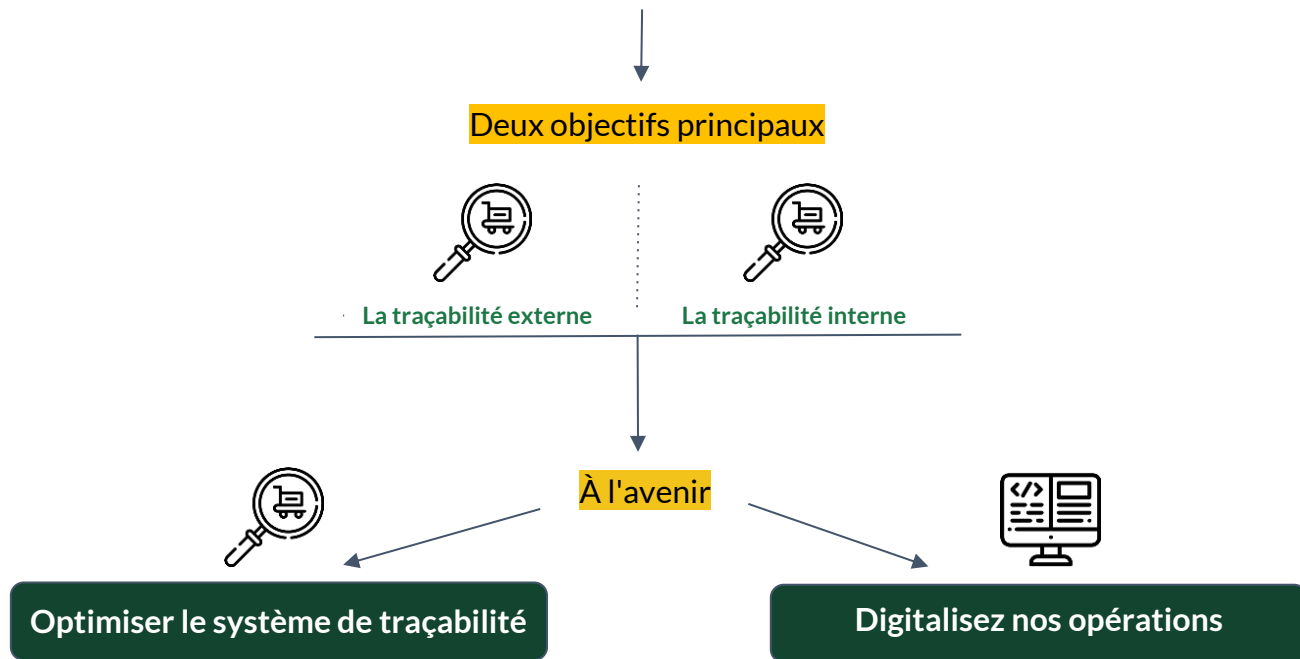 Deux objectifs principaux
La traçabilité externe
La traçabilité interne
À l'avenir
Optimiser le système de traçabilité
Digitalisez nos opérations